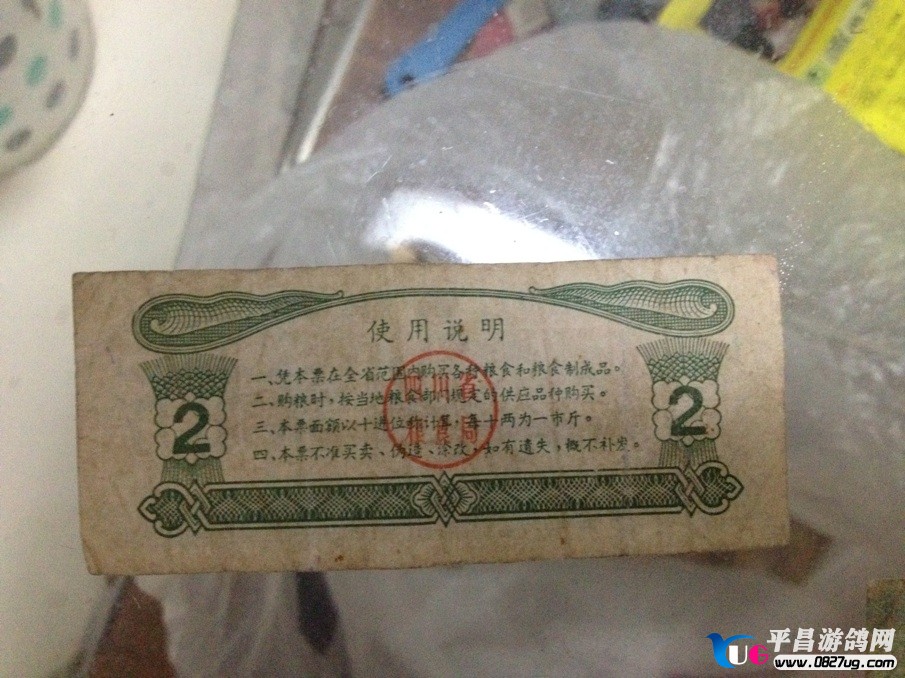 使用说明
一、凭本票在全省范围内购买各种粮食和粮食制成品。
二、购粮时，按当地粮食部门规定的供应品种购买。
三、本票面额以十进位秤计算，每十两为一市斤。
四、本票不准买卖、伪造、涂改，如有遗失，概不补发。
2
2
四川省
粮食局
UG
平昌游鸽网
www.0827ug.com